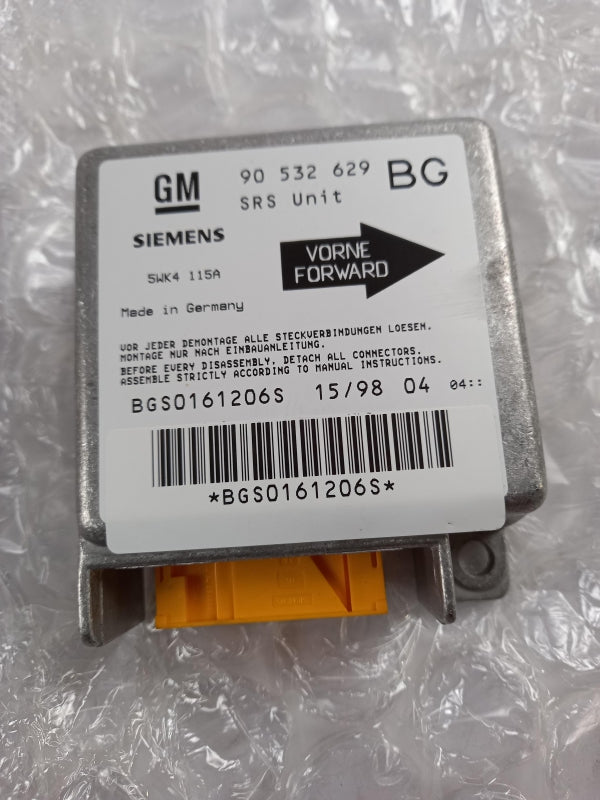 GM
90 532 629 BG
SRS Unit
SIEMENS
VORNE
FORWARD
5WK4 115A
Made in Germany
VOR JEDER DEMONTAGE ALLE STECKVERBINDUNGEN LOESEN.
MONTAGE NUR NACH EINBAUANLEITUNG.
BEFORE EVERY DISASSEMBLY, DETACH ALL CONNECTORS.
ASSEMBLE STRICTLY ACCORDING TO MANUAL INSTRUCTIONS.
BGS0161206S 15/98 04 04::
*BGS0161206S*